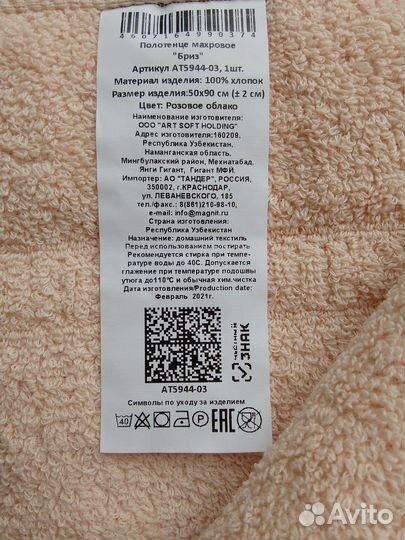 4607164990374
Полотенце махровое
"Бриз"
Артикул АТ5944-03, 1шт.
Материал изделия: 100% хлопок
Размер изделия:50х90 см (± 2 см)
Цвет: Розовое облако
Наименование изготовителя:
ООО "ART SOFT HOLDING"
Адрес изготовителя:160209,
Республика Узбекистан,
Наманганская область,
Мингбулакский район, Мехнатабад,
Янги Гигант, Гигант МФЙ.
Импортер: АО "ТАНДЕР", РОССИЯ,
350002, г.КРАСНОДАР,
ул. ЛЕВАНЕВСКОГО, 185
тел./факс.: 8(861)210-98-10,
e-mail: info@magnit.ru
Страна изготовителя:
Республика Узбекистан
Назначение: домашний текстиль
Перед использованием постирать
Рекомендуется стирка при темпе-
ратуре воды до 40С. Допускается
глажение при температуре подошвы
утюга до110℃ и обычная хим.чистка
Дата изготовления/Production date:
Февраль 2021г.
ЧЕСТНЫЙ
ЗНАК
АТ5944-03
Символы по уходу за изделием
40
P
EAC
Avito